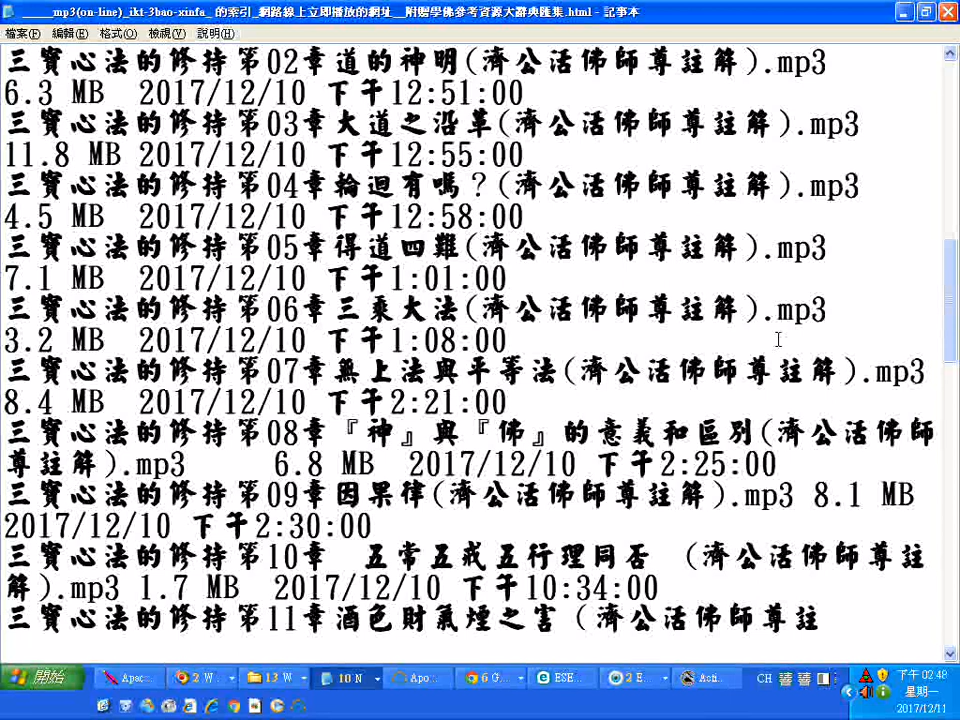 _____mp3(on-line)_ikt-3bao-xinfa_ 的索引_網路線上立即播放的網址__附贈學佛參考資源大辭典匯集.html - 記事本
檔案(F) 編輯(E) 格式(O) 檢視(V) 說明(H)
三寶心法的修持第02章道的神明(濟公活佛師尊註解).mp3
6.3 MB 2017/12/10 下午12:51:00
三寶心法的修持第03章大道之沿革(濟公活佛師尊註解).mp3
11.8 MB 2017/12/10 下午12:55:00
三寶心法的修持第04章輪迴有嗎？(濟公活佛師尊註解).mp3
4.5 MB 2017/12/10 下午12:58:00
三寶心法的修持第05章得道四難(濟公活佛師尊註解).mp3
7.1 MB 2017/12/10 下午1:01:00
三寶心法的修持第06章三乘大法(濟公活佛師尊註解).mp3
3.2 MB 2017/12/10 下午1:08:00
三寶心法的修持第07章無上法與平等法(濟公活佛師尊註解).mp3
8.4 MB 2017/12/10 下午2:21:00
三寶心法的修持第08章『神』與『佛』的意義和區別(濟公活佛師
尊註解).mp3 6.8 MB 2017/12/10 下午2:25:00
三寶心法的修持第09章因果律(濟公活佛師尊註解).mp3 8.1 MB
2017/12/10 下午2:30:00
三寶心法的修持第10章 五常五戒五行理同否 (濟公活佛師尊註
解).mp3 1.7 MB 2017/12/10 下午10:34:00
三寶心法的修持第11章酒色財氣煙之害 (濟公活佛師尊註
開始 Apac... 2 W... 13 W... 10 N Apo... 6 G... ESE... 2 E... Acti... CH 下午 02:48
星期一
2017/12/11